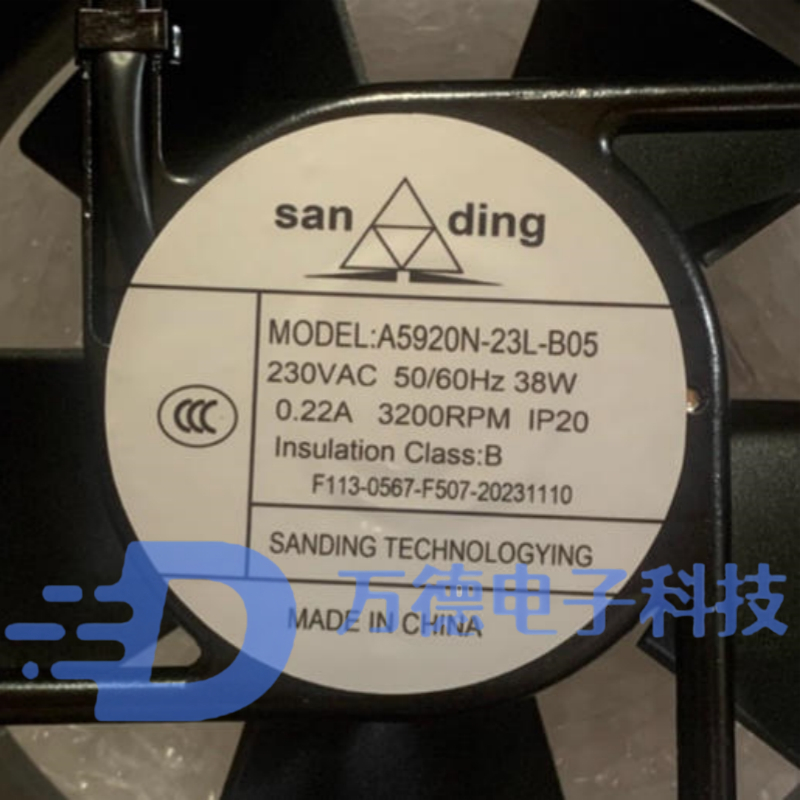 san ding
MODEL:A5920N-23L-B05
230VAC 50/60Hz 38W
0.22A 3200RPM IP20
Insulation Class:B
F113-0567-F507-20231110
CCC
SANDING TECHNOLOGYING
万德电子科技
MADE IN CHINA